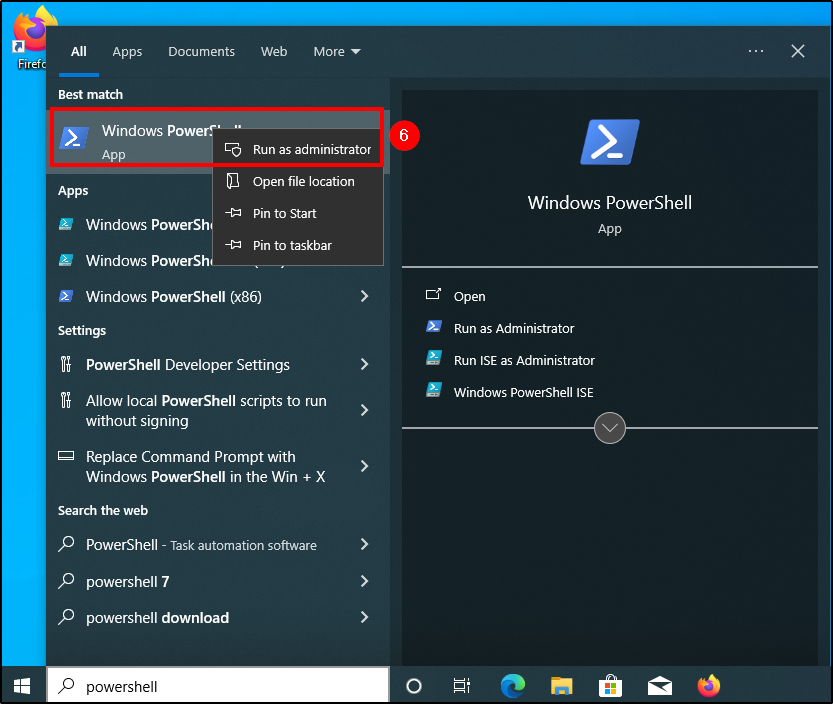 Firefo
All Apps Documents Web More
Best match
Windows PowerShell
App
6
Run as administrator
Open file location
Pin to Start
Pin to taskbar
Apps
Windows PowerShe
Windows PowerShe
Windows PowerShell (x86)
Settings
PowerShell Developer Settings
Allow local PowerShell scripts to run
without signing
Replace Command Prompt with
Windows PowerShell in the Win + X
Search the web
PowerShell - Task automation software
powershell 7
powershell download
Windows PowerShell
App
Open
Run as Administrator
Run ISE as Administrator
Windows PowerShell ISE
powershell